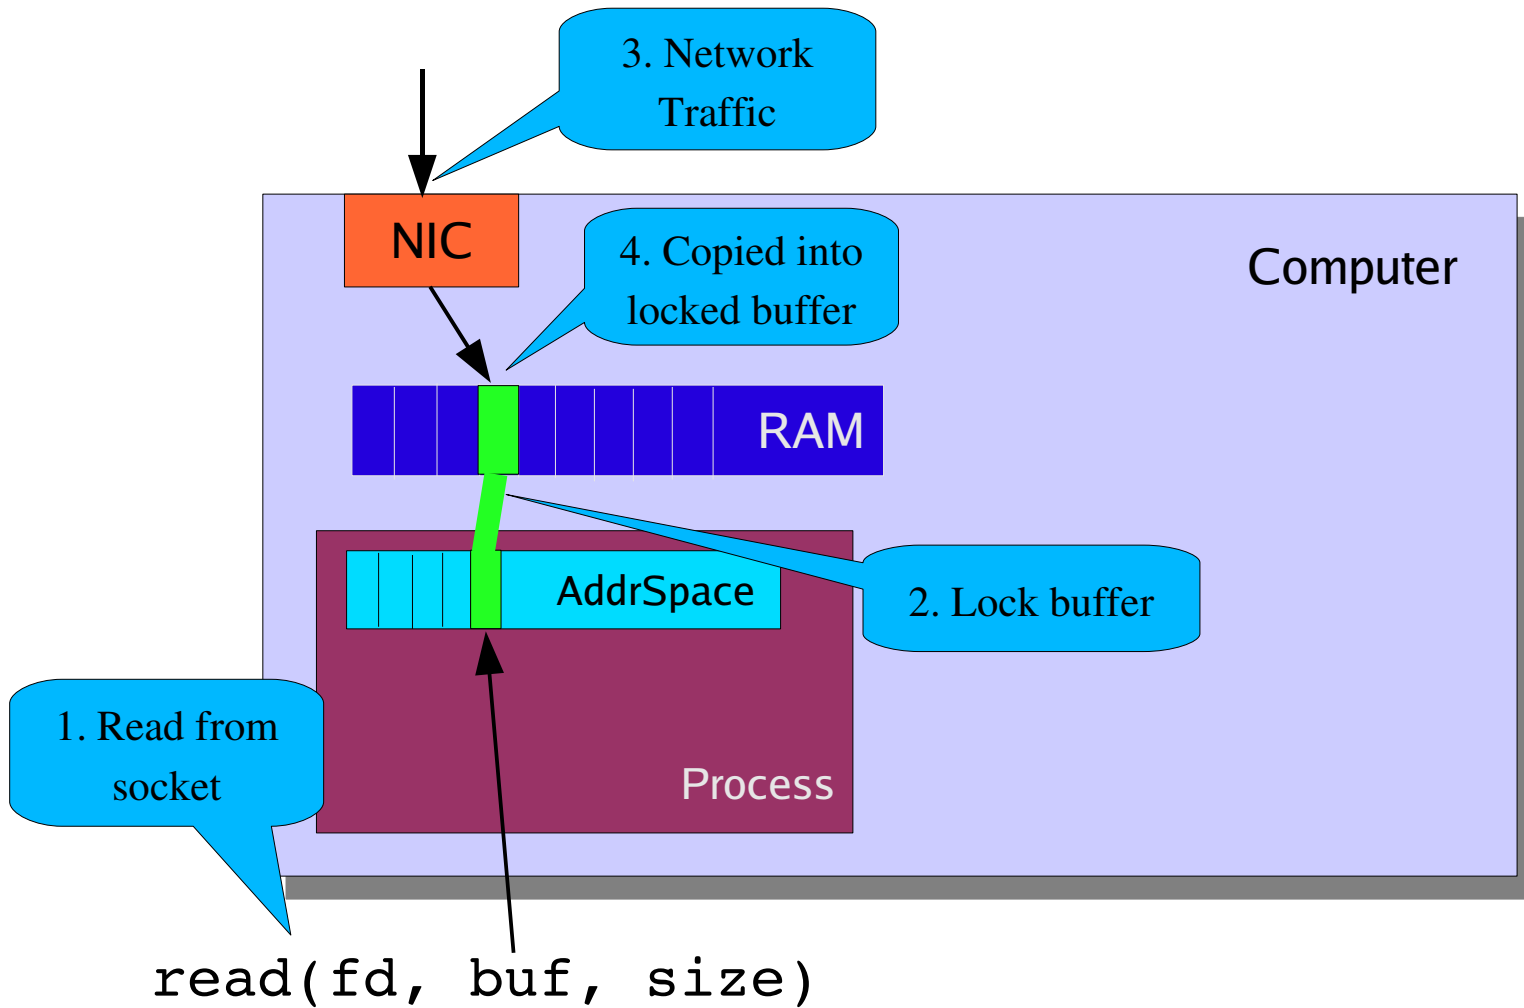 3. Network
Traffic
NIC
4. Copied into
locked buffer
Computer
RAM
AddrSpace
2. Lock buffer
1. Read from
socket
Process
read(fd, buf, size)